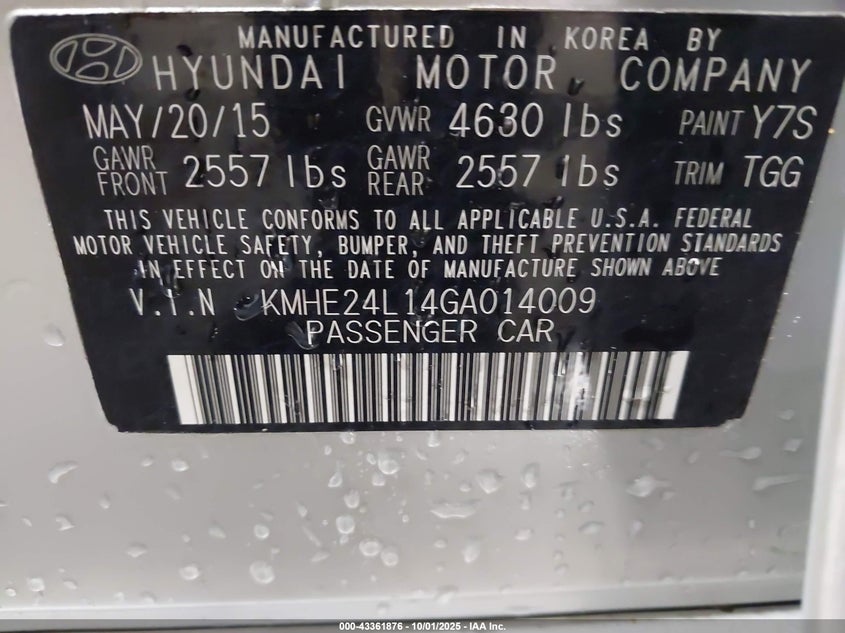 MANUFACTURED IN KOREA BY
HYUNDAI MOTOR COMPANY
MAY/20/15 GVWR 4630 lbs PAINT Y7S
GAWR FRONT 2557 lbs GAWR REAR 2557 lbs TRIM TGG
THIS VEHICLE CONFORMS TO ALL APPLICABLE U.S.A. FEDERAL
MOTOR VEHICLE SAFETY, BUMPER, AND THEFT PREVENTION STANDARDS
IN EFFECT ON THE DATE OF MANUFACTURE SHOWN ABOVE
V.I.N KMHE24L14GA014009
PASSENGER CAR
000-43361876 - 10/01/2025 - IAA Inc.